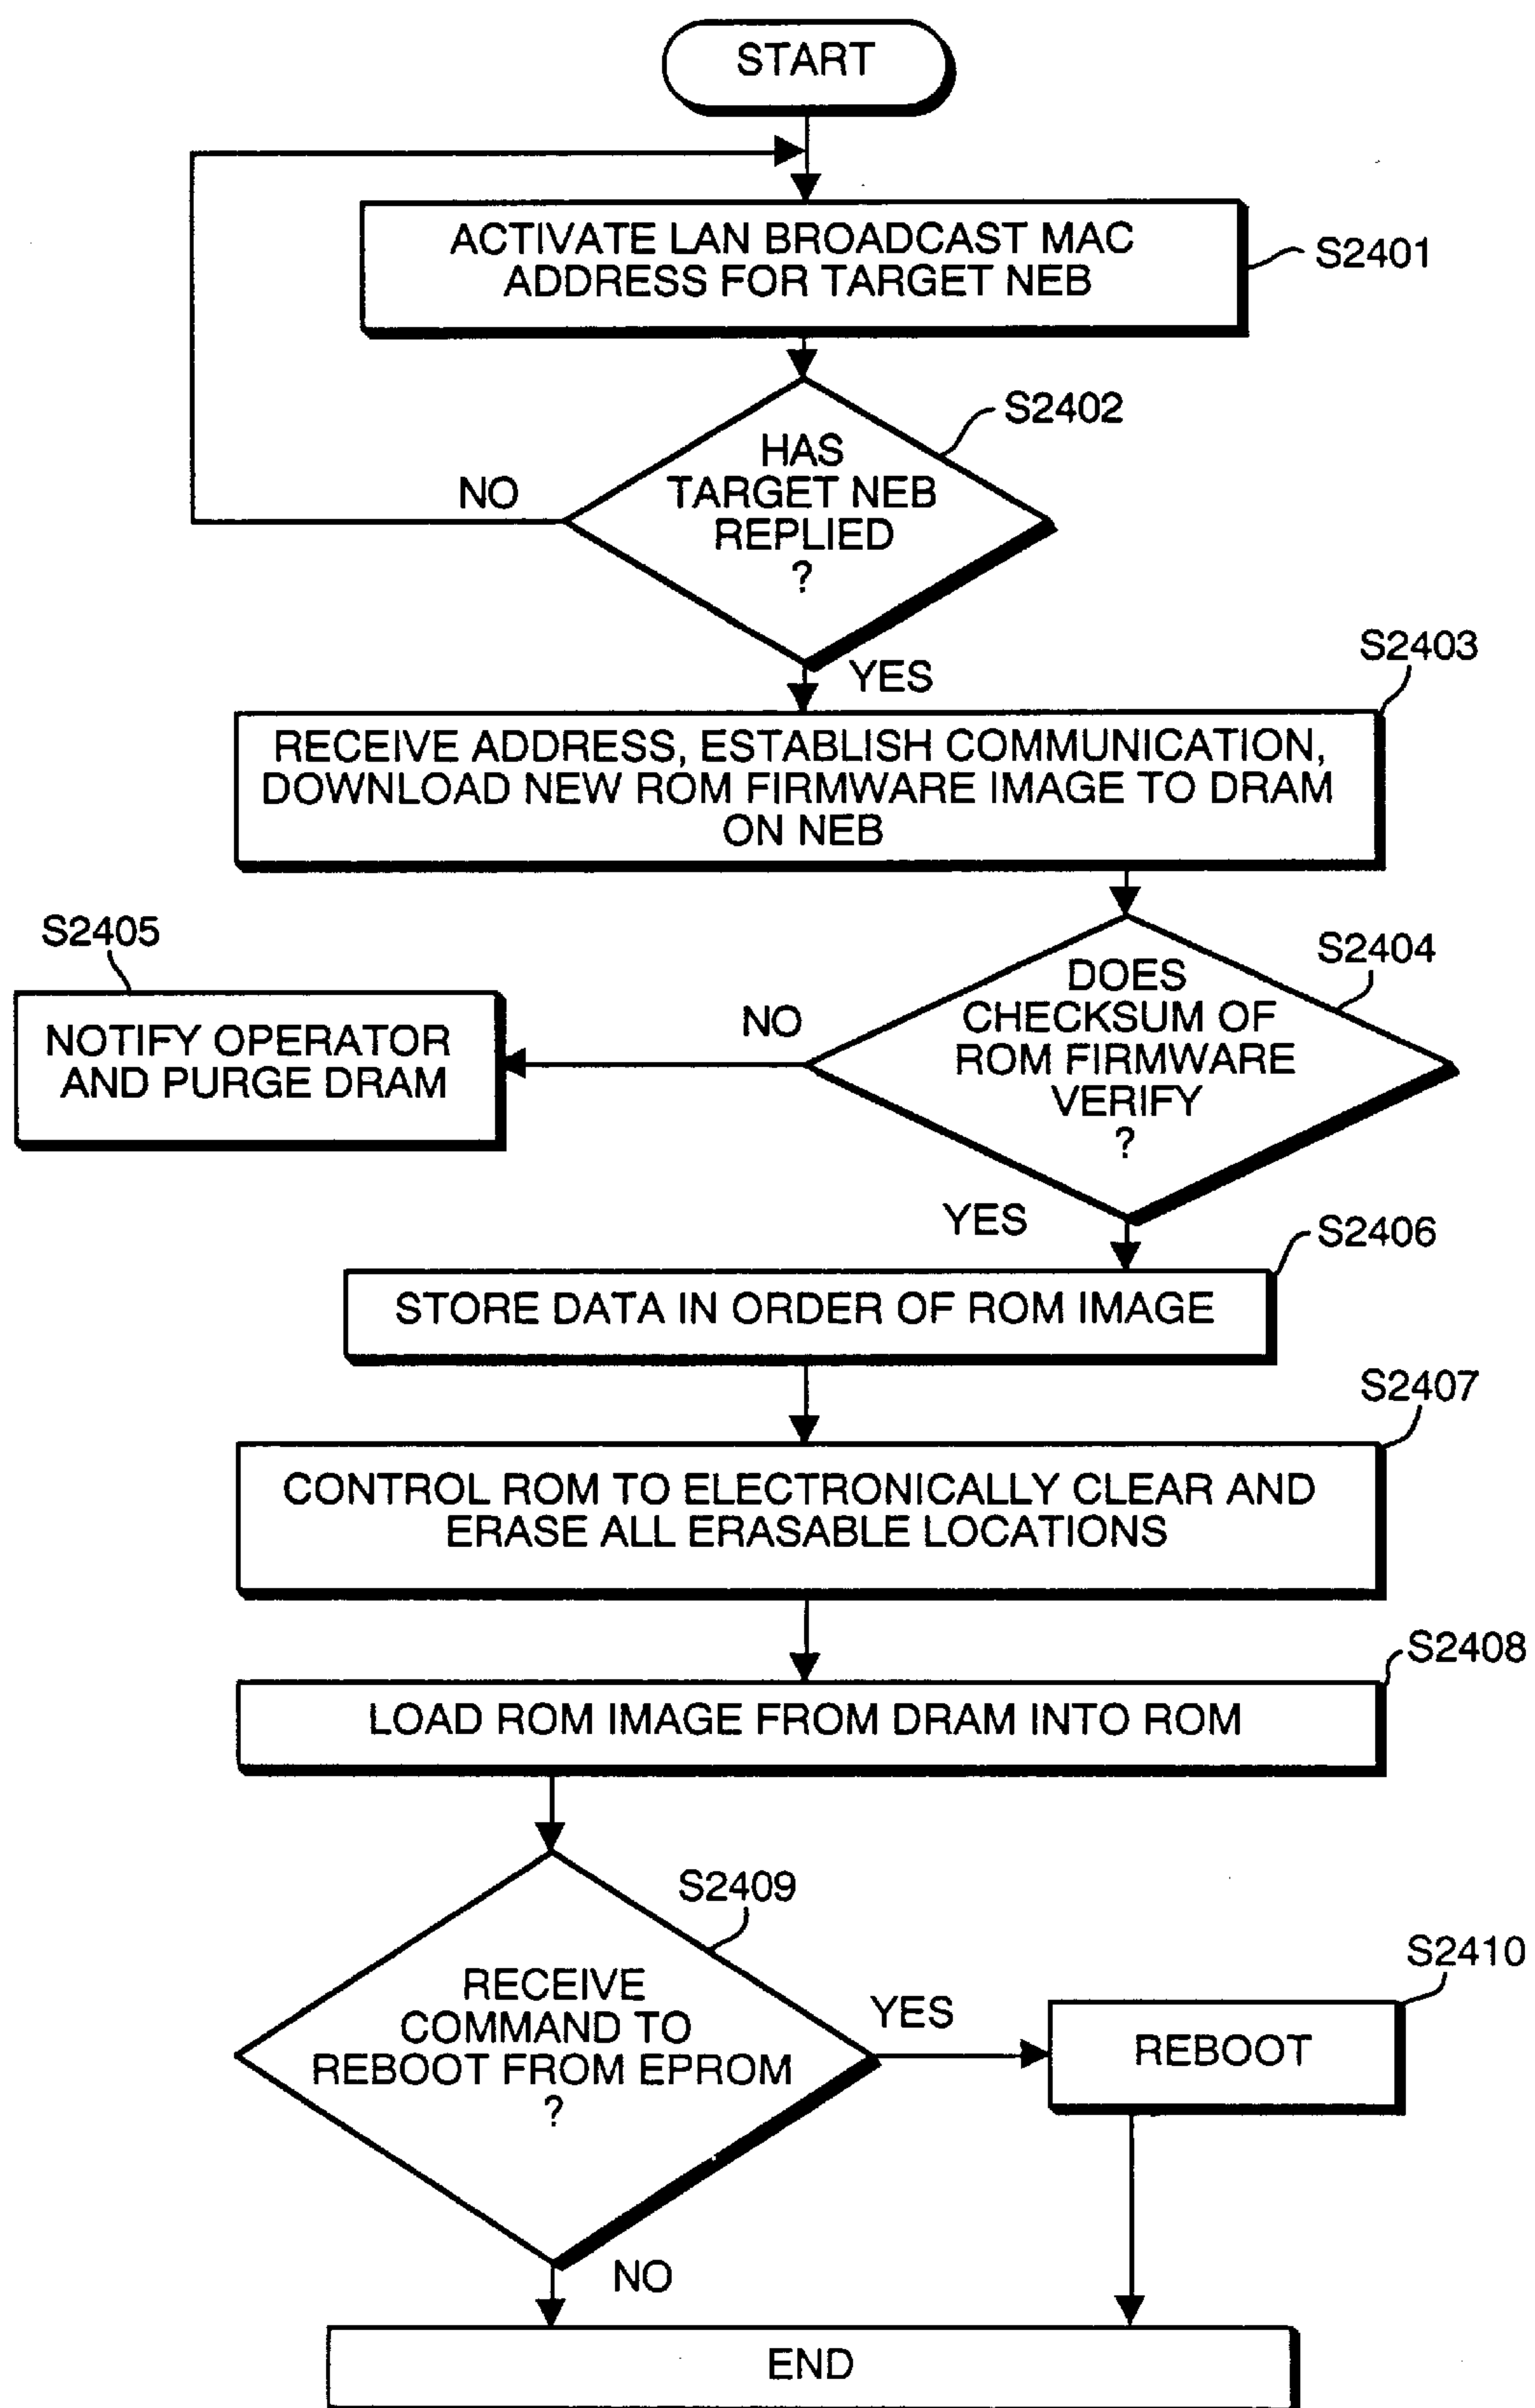 START
ACTIVATE LAN BROADCAST MAC
ADDRESS FOR TARGET NEB
S2401
S2402
HAS
TARGET NEB
REPLIED
?
NO
YES
S2403
RECEIVE ADDRESS, ESTABLISH COMMUNICATION,
DOWNLOAD NEW ROM FIRMWARE IMAGE TO DRAM
ON NEB
S2405
NOTIFY OPERATOR
AND PURGE DRAM
NO
S2404
DOES
CHECKSUM OF
ROM FIRMWARE
VERIFY
?
YES
S2406
STORE DATA IN ORDER OF ROM IMAGE
S2407
CONTROL ROM TO ELECTRONICALLY CLEAR AND
ERASE ALL ERASABLE LOCATIONS
S2408
LOAD ROM IMAGE FROM DRAM INTO ROM
S2409
RECEIVE
COMMAND TO
REBOOT FROM EPROM
?
YES
S2410
REBOOT
NO
END